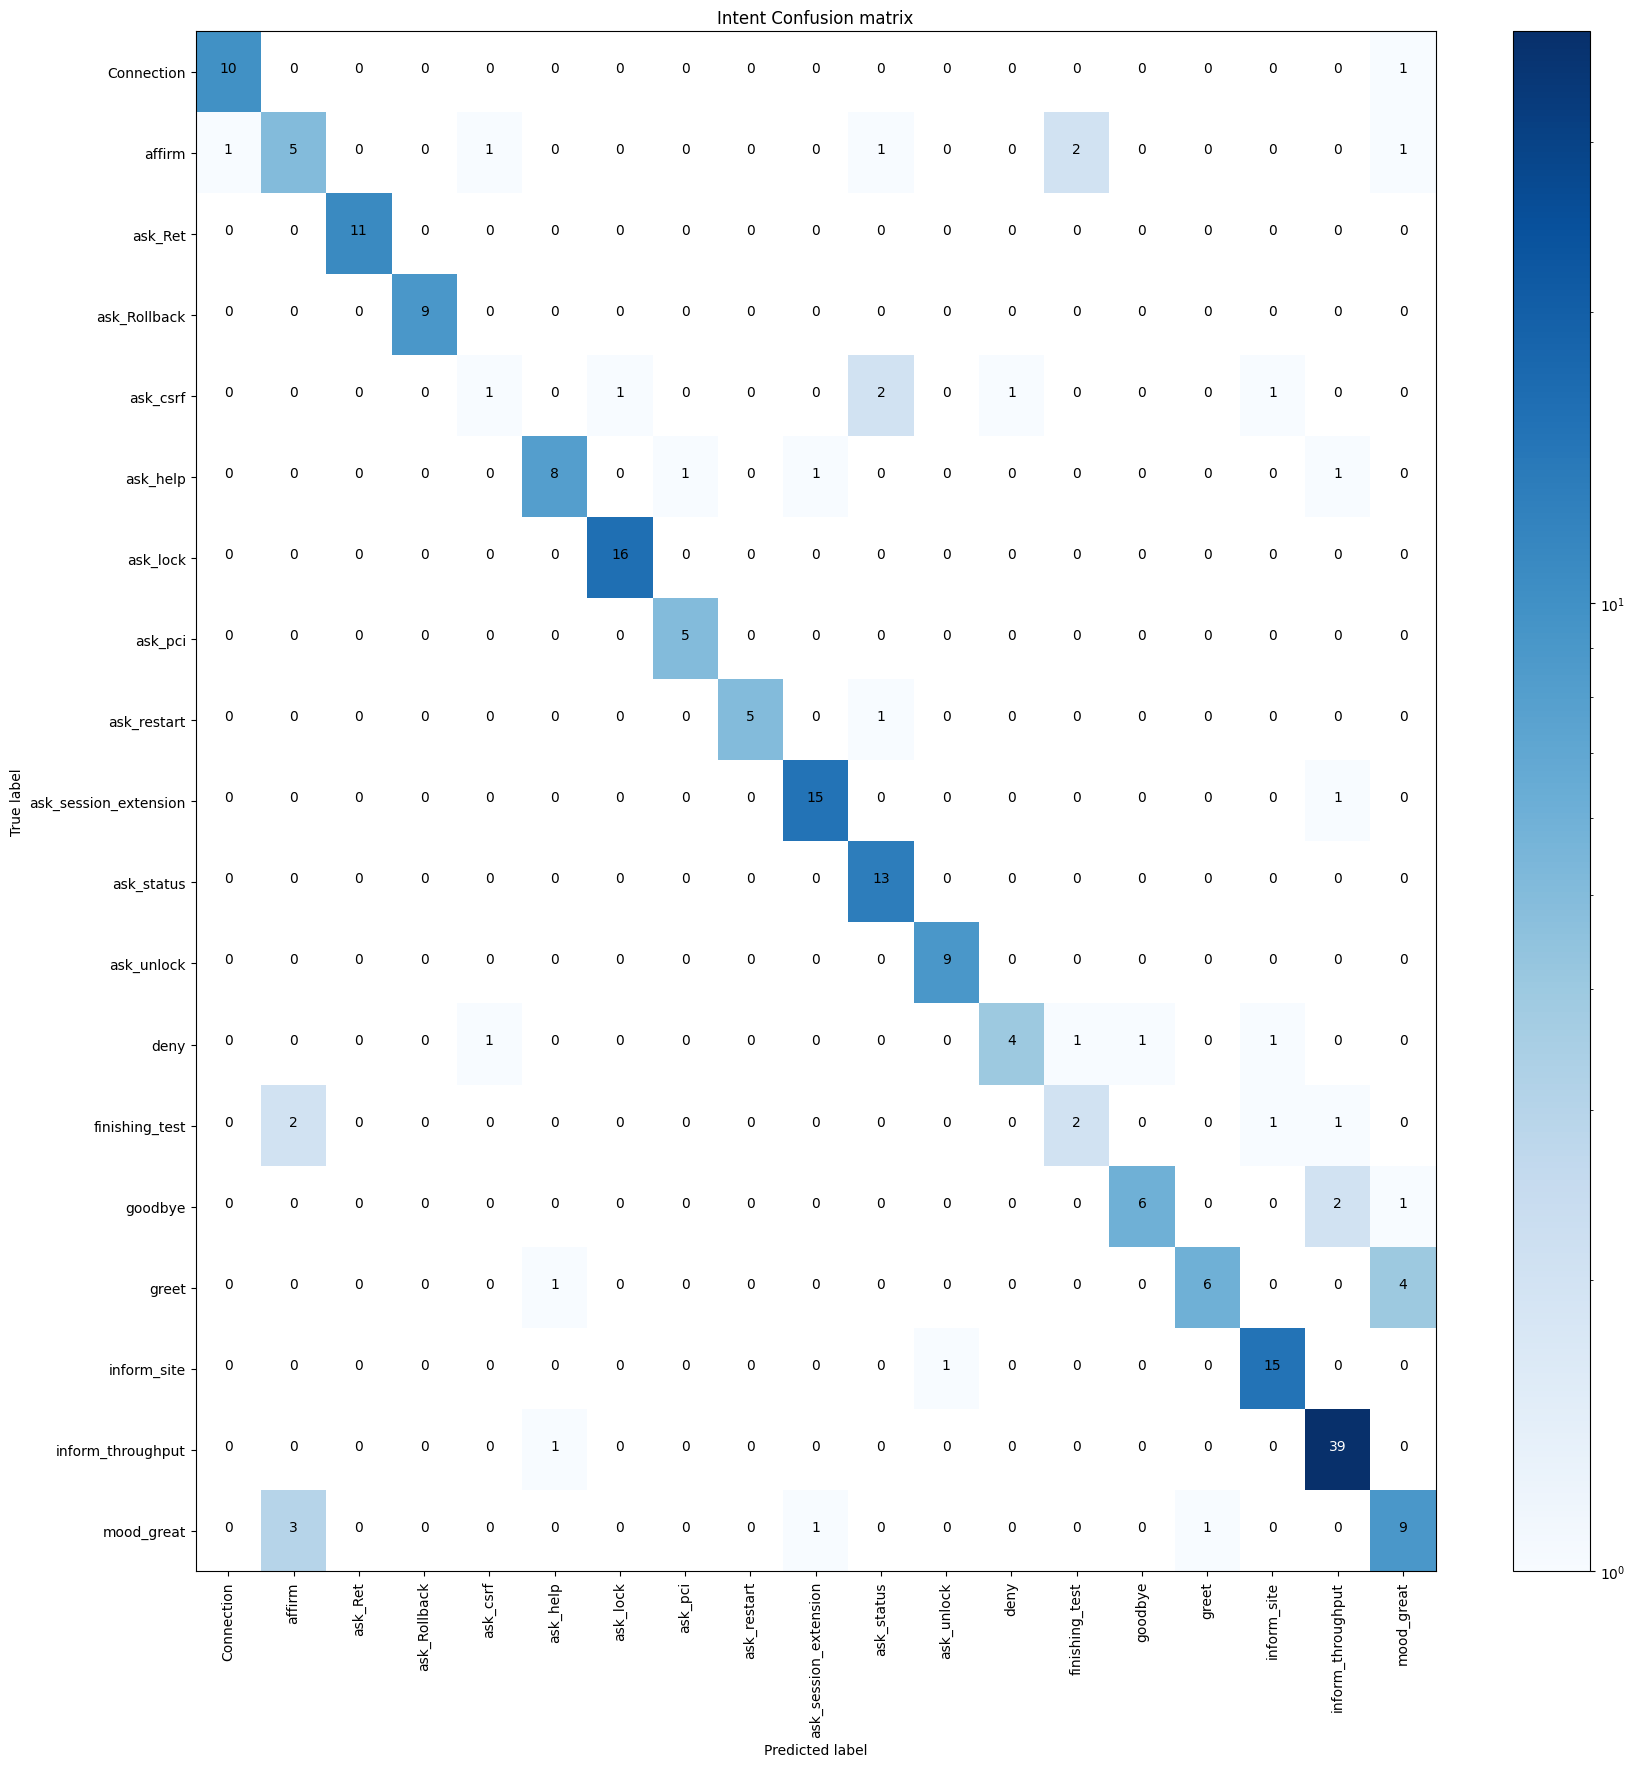 Intent Confusion matrix
Connection 10 0 0 0 0 0 0 0 0 0 0 0 0 0 0 0 0 0 1
affirm 1 5 0 0 1 0 0 0 0 0 1 0 0 2 0 0 0 0 1
ask_Ret 0 0 11 0 0 0 0 0 0 0 0 0 0 0 0 0 0 0 0
ask_Rollback 0 0 0 9 0 0 0 0 0 0 0 0 0 0 0 0 0 0 0
ask_csrf 0 0 0 0 1 0 1 0 0 0 2 0 1 0 0 0 1 0 0
ask_help 0 0 0 0 0 8 0 1 0 1 0 0 0 0 0 0 0 1 0
ask_lock 0 0 0 0 0 0 16 0 0 0 0 0 0 0 0 0 0 0 0
ask_pci 0 0 0 0 0 0 0 5 0 0 0 0 0 0 0 0 0 0 0
ask_restart 0 0 0 0 0 0 0 0 5 0 1 0 0 0 0 0 0 0 0
ask_session_extension 0 0 0 0 0 0 0 0 0 15 0 0 0 0 0 0 0 1 0
ask_status 0 0 0 0 0 0 0 0 0 0 13 0 0 0 0 0 0 0 0
ask_unlock 0 0 0 0 0 0 0 0 0 0 0 9 0 0 0 0 0 0 0
deny 0 0 0 0 1 0 0 0 0 0 0 0 4 1 1 0 1 0 0
finishing_test 0 2 0 0 0 0 0 0 0 0 0 0 0 2 0 0 1 1 0
goodbye 0 0 0 0 0 0 0 0 0 0 0 0 0 0 6 0 0 2 1
greet 0 0 0 0 0 1 0 0 0 0 0 0 0 0 0 6 0 0 4
inform_site 0 0 0 0 0 0 0 0 0 0 0 1 0 0 0 0 15 0 0
inform_throughput 0 0 0 0 0 1 0 0 0 0 0 0 0 0 0 0 0 39 0
mood_great 0 3 0 0 0 0 0 0 0 1 0 0 0 0 0 1 0 0 9
True label
Connection
affirm
ask_Ret
ask_Rollback
ask_csrf
ask_help
ask_lock
ask_pci
ask_restart
ask_session_extension
ask_status
ask_unlock
deny
finishing_test
goodbye
greet
inform_site
inform_throughput
mood_great
Predicted label
10¹
10⁰